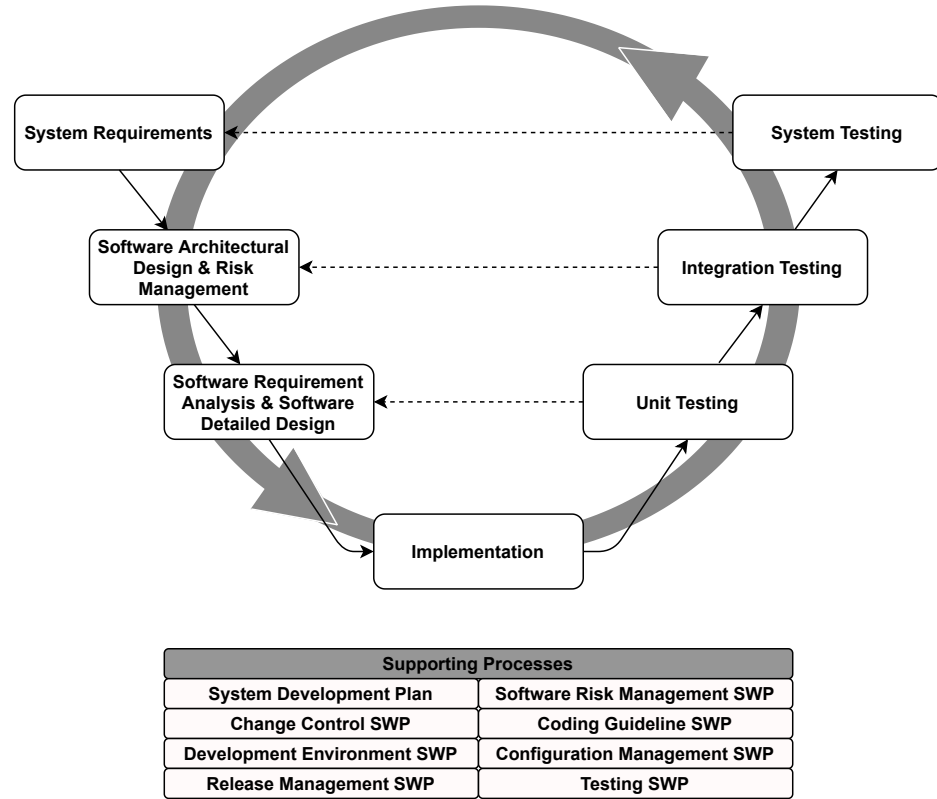 System Requirements
System Testing
Software Architectural
Design & Risk
Management
Integration Testing
Software Requirement
Analysis & Software
Detailed Design
Unit Testing
Implementation
Supporting Processes
System Development Plan
Software Risk Management SWP
Change Control SWP
Coding Guideline SWP
Development Environment SWP
Configuration Management SWP
Release Management SWP
Testing SWP